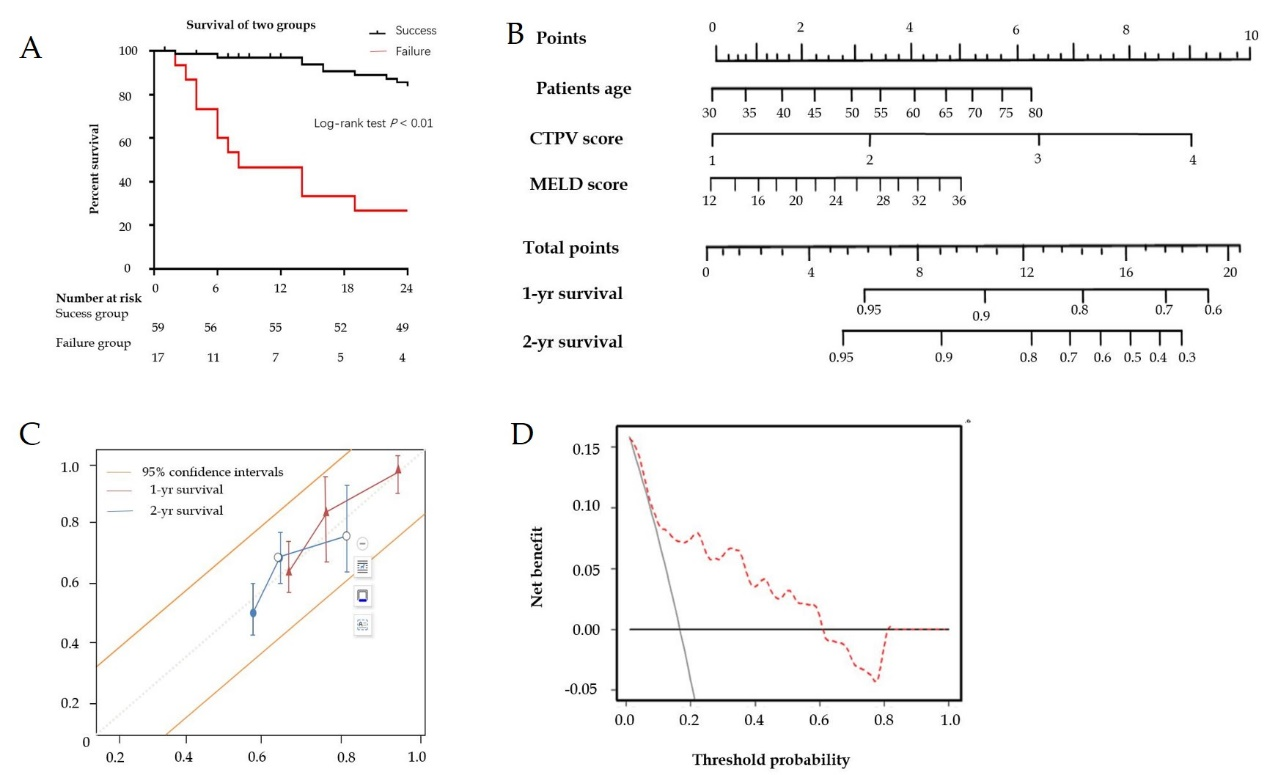 A
Survival of two groups
Success
Failure
100
80
60
40
20
0
Percent survival
Log-rank test P < 0.01
0 6 12 18 24
Number at risk
Sucess group
59 56 55 52 49
Failure group
17 11 7 5 4
B
Points
0 2 4 6 8 10
Patients age
30 35 40 45 50 55 60 65 70 75 80
CTPV score
1 2 3 4
MELD score
12 16 20 24 28 32 36
Total points
0 4 8 12 16 20
1-yr survival
0.95 0.9 0.8 0.7 0.6
2-yr survival
0.95 0.9 0.8 0.7 0.6 0.5 0.4 0.3
C
95% confidence intervals
1-yr survival
2-yr survival
1.0
0.8
0.6
0.4
0.2
0
0.2 0.4 0.6 0.8 1.0
D
Net benefit
0.15
0.10
0.05
0.00
-0.05
0.0 0.2 0.4 0.6 0.8 1.0
Threshold probability